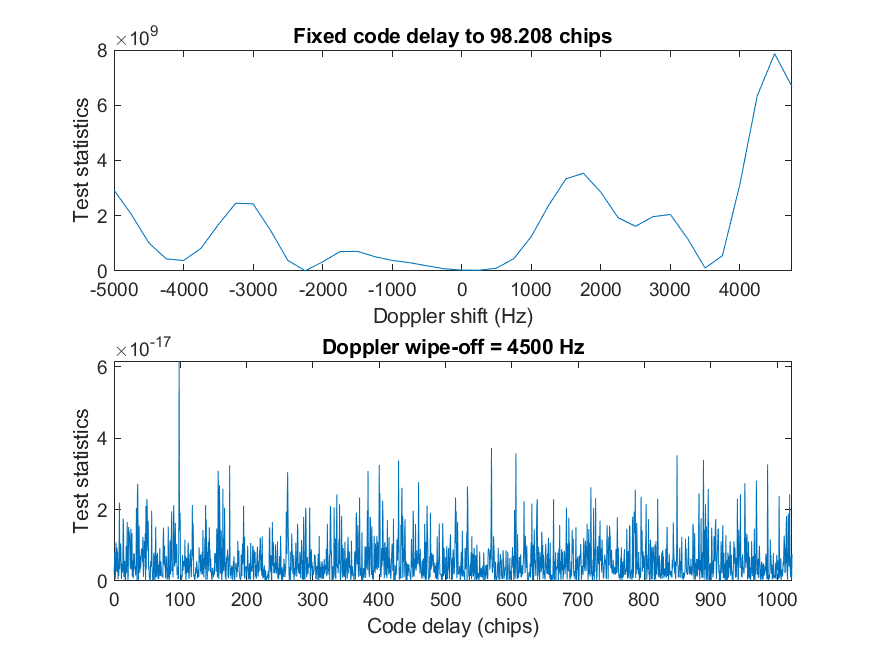 ×10^9
Fixed code delay to 98.208 chips
8
6
4
2
0
Test statistics
-5000 -4000 -3000 -2000 -1000 0 1000 2000 3000 4000
Doppler shift (Hz)
×10^-17
Doppler wipe-off = 4500 Hz
6
4
2
0
Test statistics
0 100 200 300 400 500 600 700 800 900 1000
Code delay (chips)